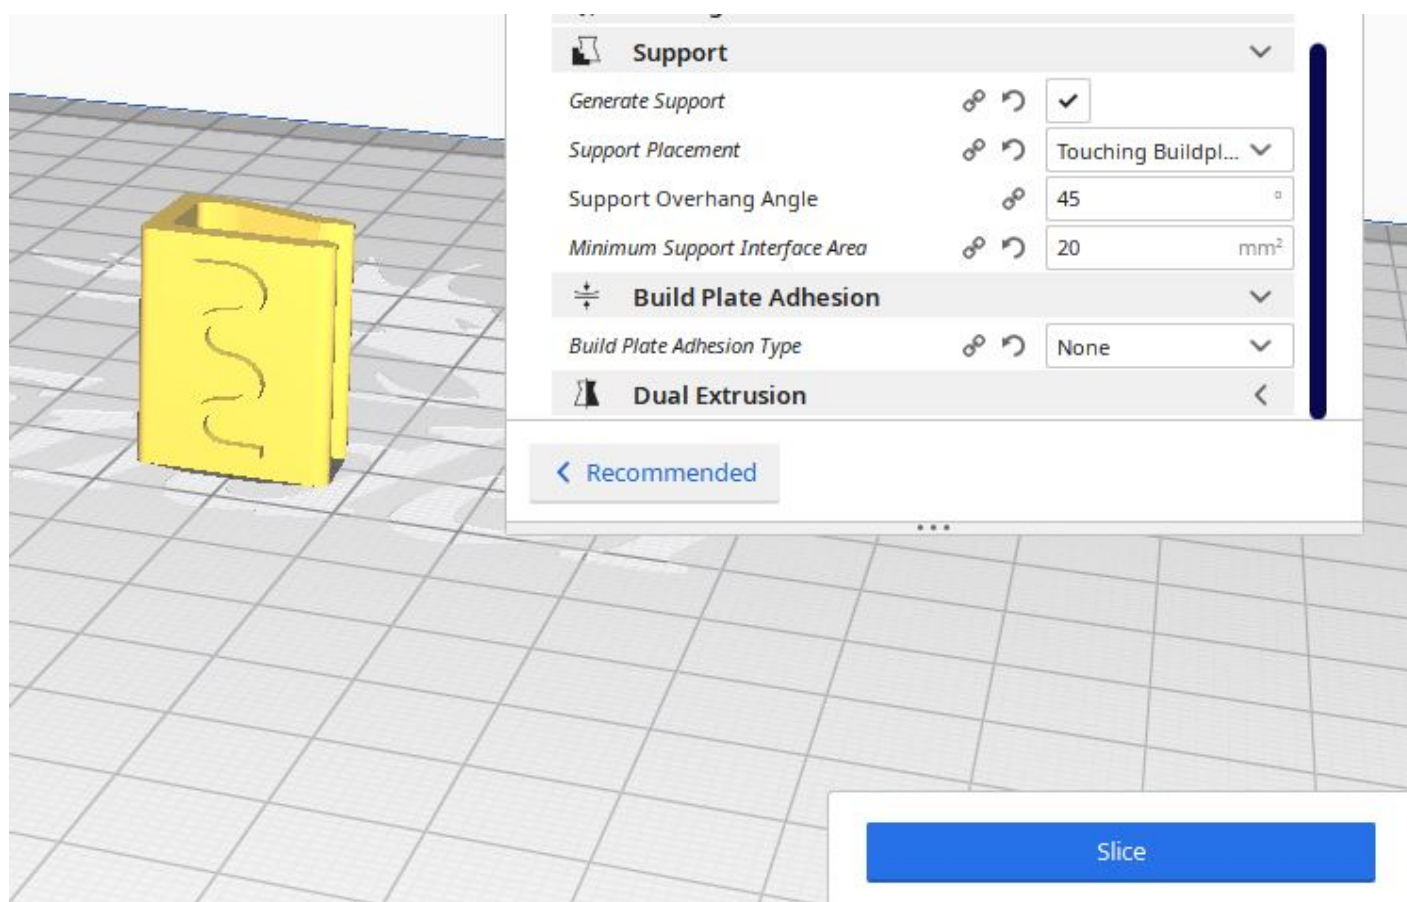 Support
Generate Support
Support Placement Touching Buildpl...
Support Overhang Angle 45 °
Minimum Support Interface Area 20 mm²
Build Plate Adhesion
Build Plate Adhesion Type None
Dual Extrusion
Recommended
Slice